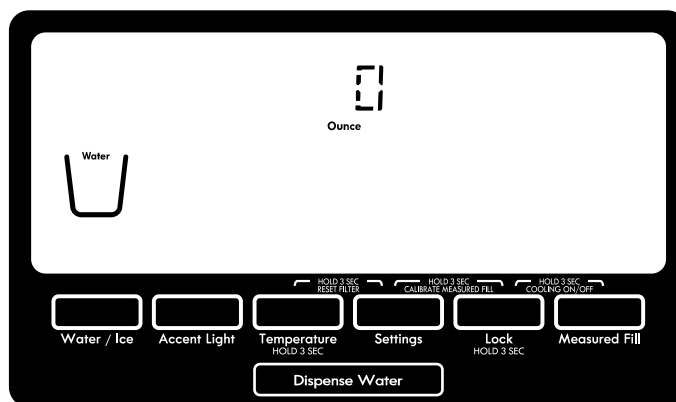 0
Ounce
Water
HOLD 3 SEC HOLD 3 SEC HOLD 3 SEC
RESET FILTER CALIBRATE MEASURED FILL COOLING ON/OFF
Water / Ice Accent Light Temperature Settings Lock Measured Fill
HOLD 3 SEC HOLD 3 SEC
Dispense Water